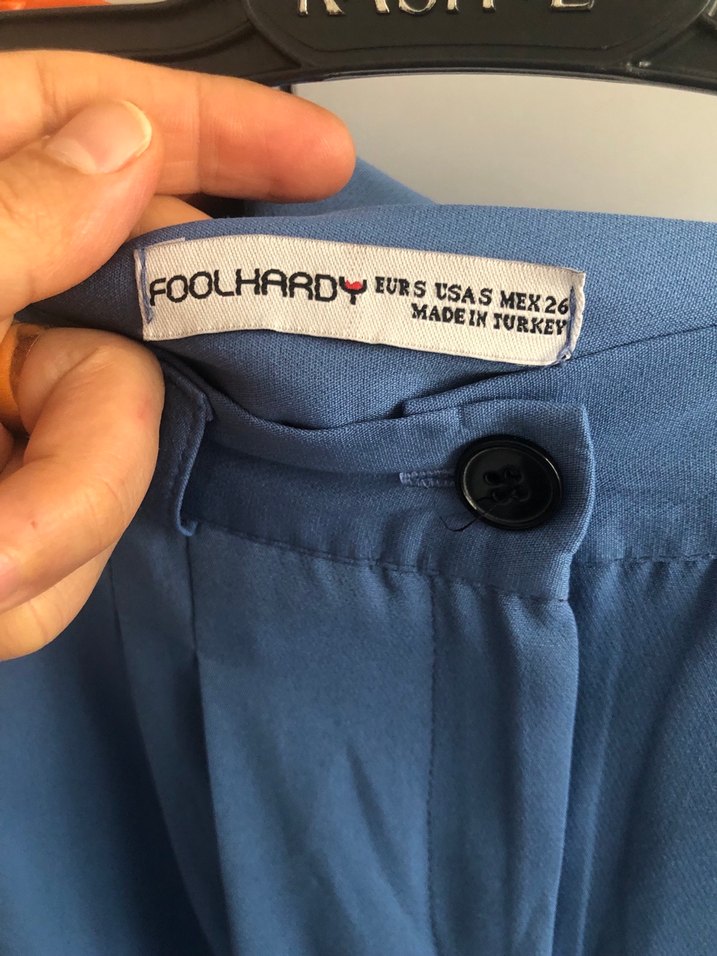 FOOLHARDY EUR S USA S MEX 26
MADE IN TURKEY